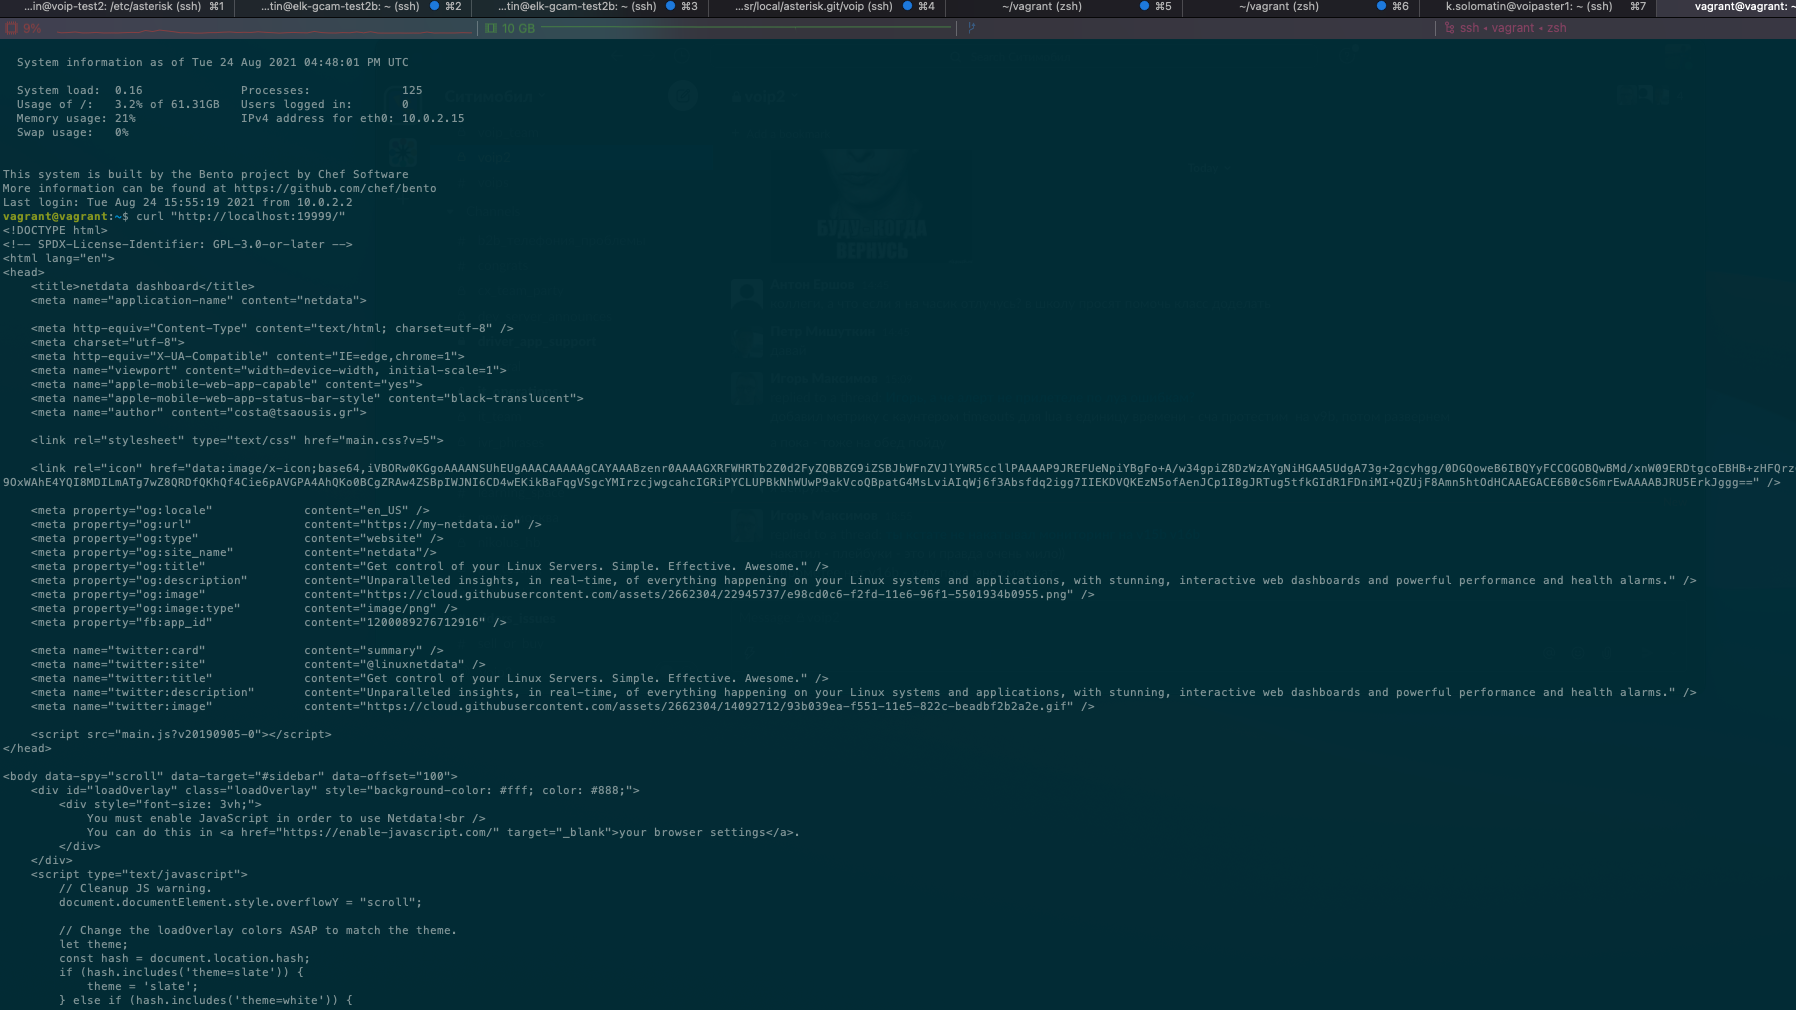 ...in@voip-test2: /etc/asterisk (ssh) ⌘1 ...tin@elk-gcam-test2b: ~ (ssh) ⌘2 ...tin@elk-gcam-test2b: ~ (ssh) ⌘3 ...sr/local/asterisk.git/voip (ssh) ⌘4 ~/vagrant (zsh) ⌘5 ~/vagrant (zsh) ⌘6 k.solomatin@voipaster1: ~ (ssh) ⌘7 vagrant@vagrant: ~
9% 10 GB ssh • vagrant • zsh
System information as of Tue 24 Aug 2021 04:48:01 PM UTC
System load: 0.16 Processes: 125
Usage of /: 3.2% of 61.31GB Users logged in: 0
Memory usage: 21% IPv4 address for eth0: 10.0.2.15
Swap usage: 0%
This system is built by the Bento project by Chef Software
More information can be found at https://github.com/chef/bento
Last login: Tue Aug 24 15:55:19 2021 from 10.0.2.2
vagrant@vagrant:~$ curl "http://localhost:19999/"
<!DOCTYPE html>
<!-- SPDX-License-Identifier: GPL-3.0-or-later -->
<html lang="en">
<head>
    <title>netdata dashboard</title>
    <meta name="application-name" content="netdata">
    <meta http-equiv="Content-Type" content="text/html; charset=utf-8" />
    <meta charset="utf-8">
    <meta http-equiv="X-UA-Compatible" content="IE=edge,chrome=1">
    <meta name="viewport" content="width=device-width, initial-scale=1">
    <meta name="apple-mobile-web-app-capable" content="yes">
    <meta name="apple-mobile-web-app-status-bar-style" content="black-translucent">
    <meta name="author" content="costa@tsaousis.gr">
    <link rel="stylesheet" type="text/css" href="main.css?v=5">
    <link rel="icon" href="data:image/x-icon;base64,
    <meta property="og:locale" content="en_US" />
    <meta property="og:url" content="https://my-netdata.io" />
    <meta property="og:type" content="website" />
    <meta property="og:site_name" content="netdata"/>
    <meta property="og:title" content="Get control of your Linux Servers. Simple. Effective. Awesome." />
    <meta property="og:description" content="Unparalleled insights, in real-time, of everything happening on your Linux systems and applications, with stunning, interactive web dashboards and powerful performance and health alarms." />
    <meta property="og:image" content="https://cloud.githubusercontent.com/assets/2662304/22945737/e98cd0c6-f2fd-11e6-96f1-5501934b0955.png" />
    <meta property="og:image:type" content="image/png" />
    <meta property="fb:app_id" content="1200089276712916" />
    <meta name="twitter:card" content="summary" />
    <meta name="twitter:site" content="@linuxnetdata" />
    <meta name="twitter:title" content="Get control of your Linux Servers. Simple. Effective. Awesome." />
    <meta name="twitter:description" content="Unparalleled insights, in real-time, of everything happening on your Linux systems and applications, with stunning, interactive web dashboards and powerful performance and health alarms." />
    <meta name="twitter:image" content="https://cloud.githubusercontent.com/assets/2662304/14092712/93b039ea-f551-11e5-822c-beadbf2b2a2e.gif" />
    <script src="main.js?v20190905-0"></script>
</head>
<body data-spy="scroll" data-target="#sidebar" data-offset="100">
    <div id="loadOverlay" class="loadOverlay" style="background-color: #fff; color: #888;">
        <div style="font-size: 3vh;">
            You must enable JavaScript in order to use Netdata!<br />
            You can do this in <a href="https://enable-javascript.com/" target="_blank">your browser settings</a>.
        </div>
    </div>
    <script type="text/javascript">
        // Cleanup JS warning.
        document.documentElement.style.overflowY = "scroll";
        // Change the loadOverlay colors ASAP to match the theme.
        let theme;
        const hash = document.location.hash;
        if (hash.includes('theme=slate')) {
            theme = 'slate';
        } else if (hash.includes('theme=white')) {